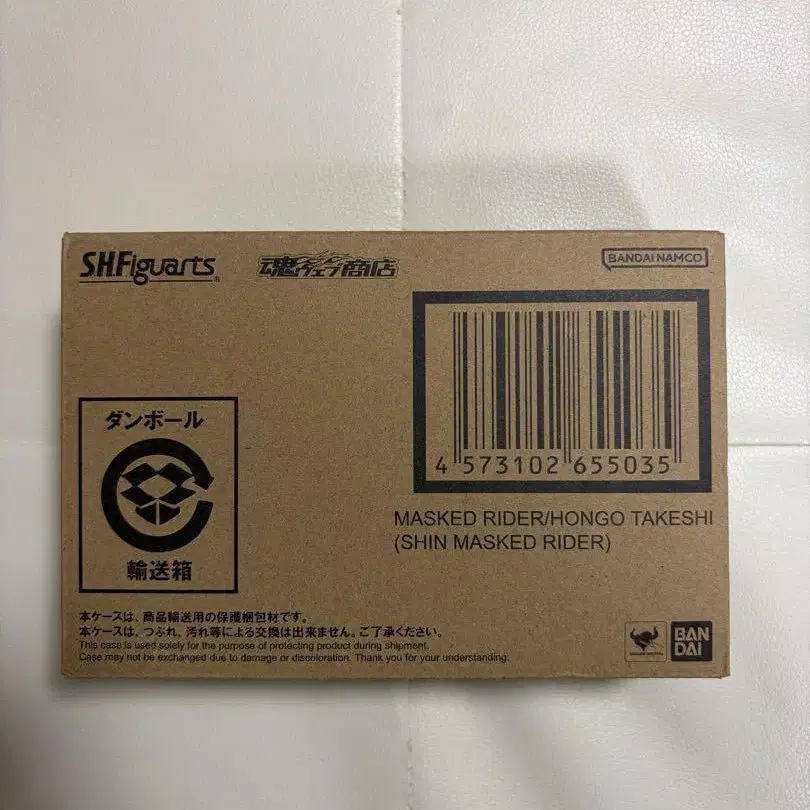 S.H.Figuarts®
魂ウェブ商店
BANDAI NAMCO
4 573102 655035
MASKED RIDER/HONGO TAKESHI
(SHIN MASKED RIDER)
ダンボール
輸送箱
本ケースは、商品輸送用の保護梱包材です。
本ケースは、つぶれ、汚れ等による交換は出来ません。ご了承ください。
This case is used solely for the purpose of protecting product during shipment.
Case may not be exchanged due to damage or discoloration. Thank you for your understanding.
BAN
DAI